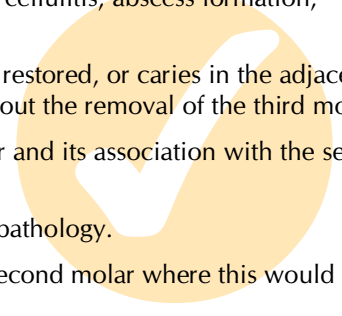 cellulitis, abscess formation,
restored, or caries in the adjace
out the removal of the third mo
r and its association with the se
pathology.
econd molar where this would